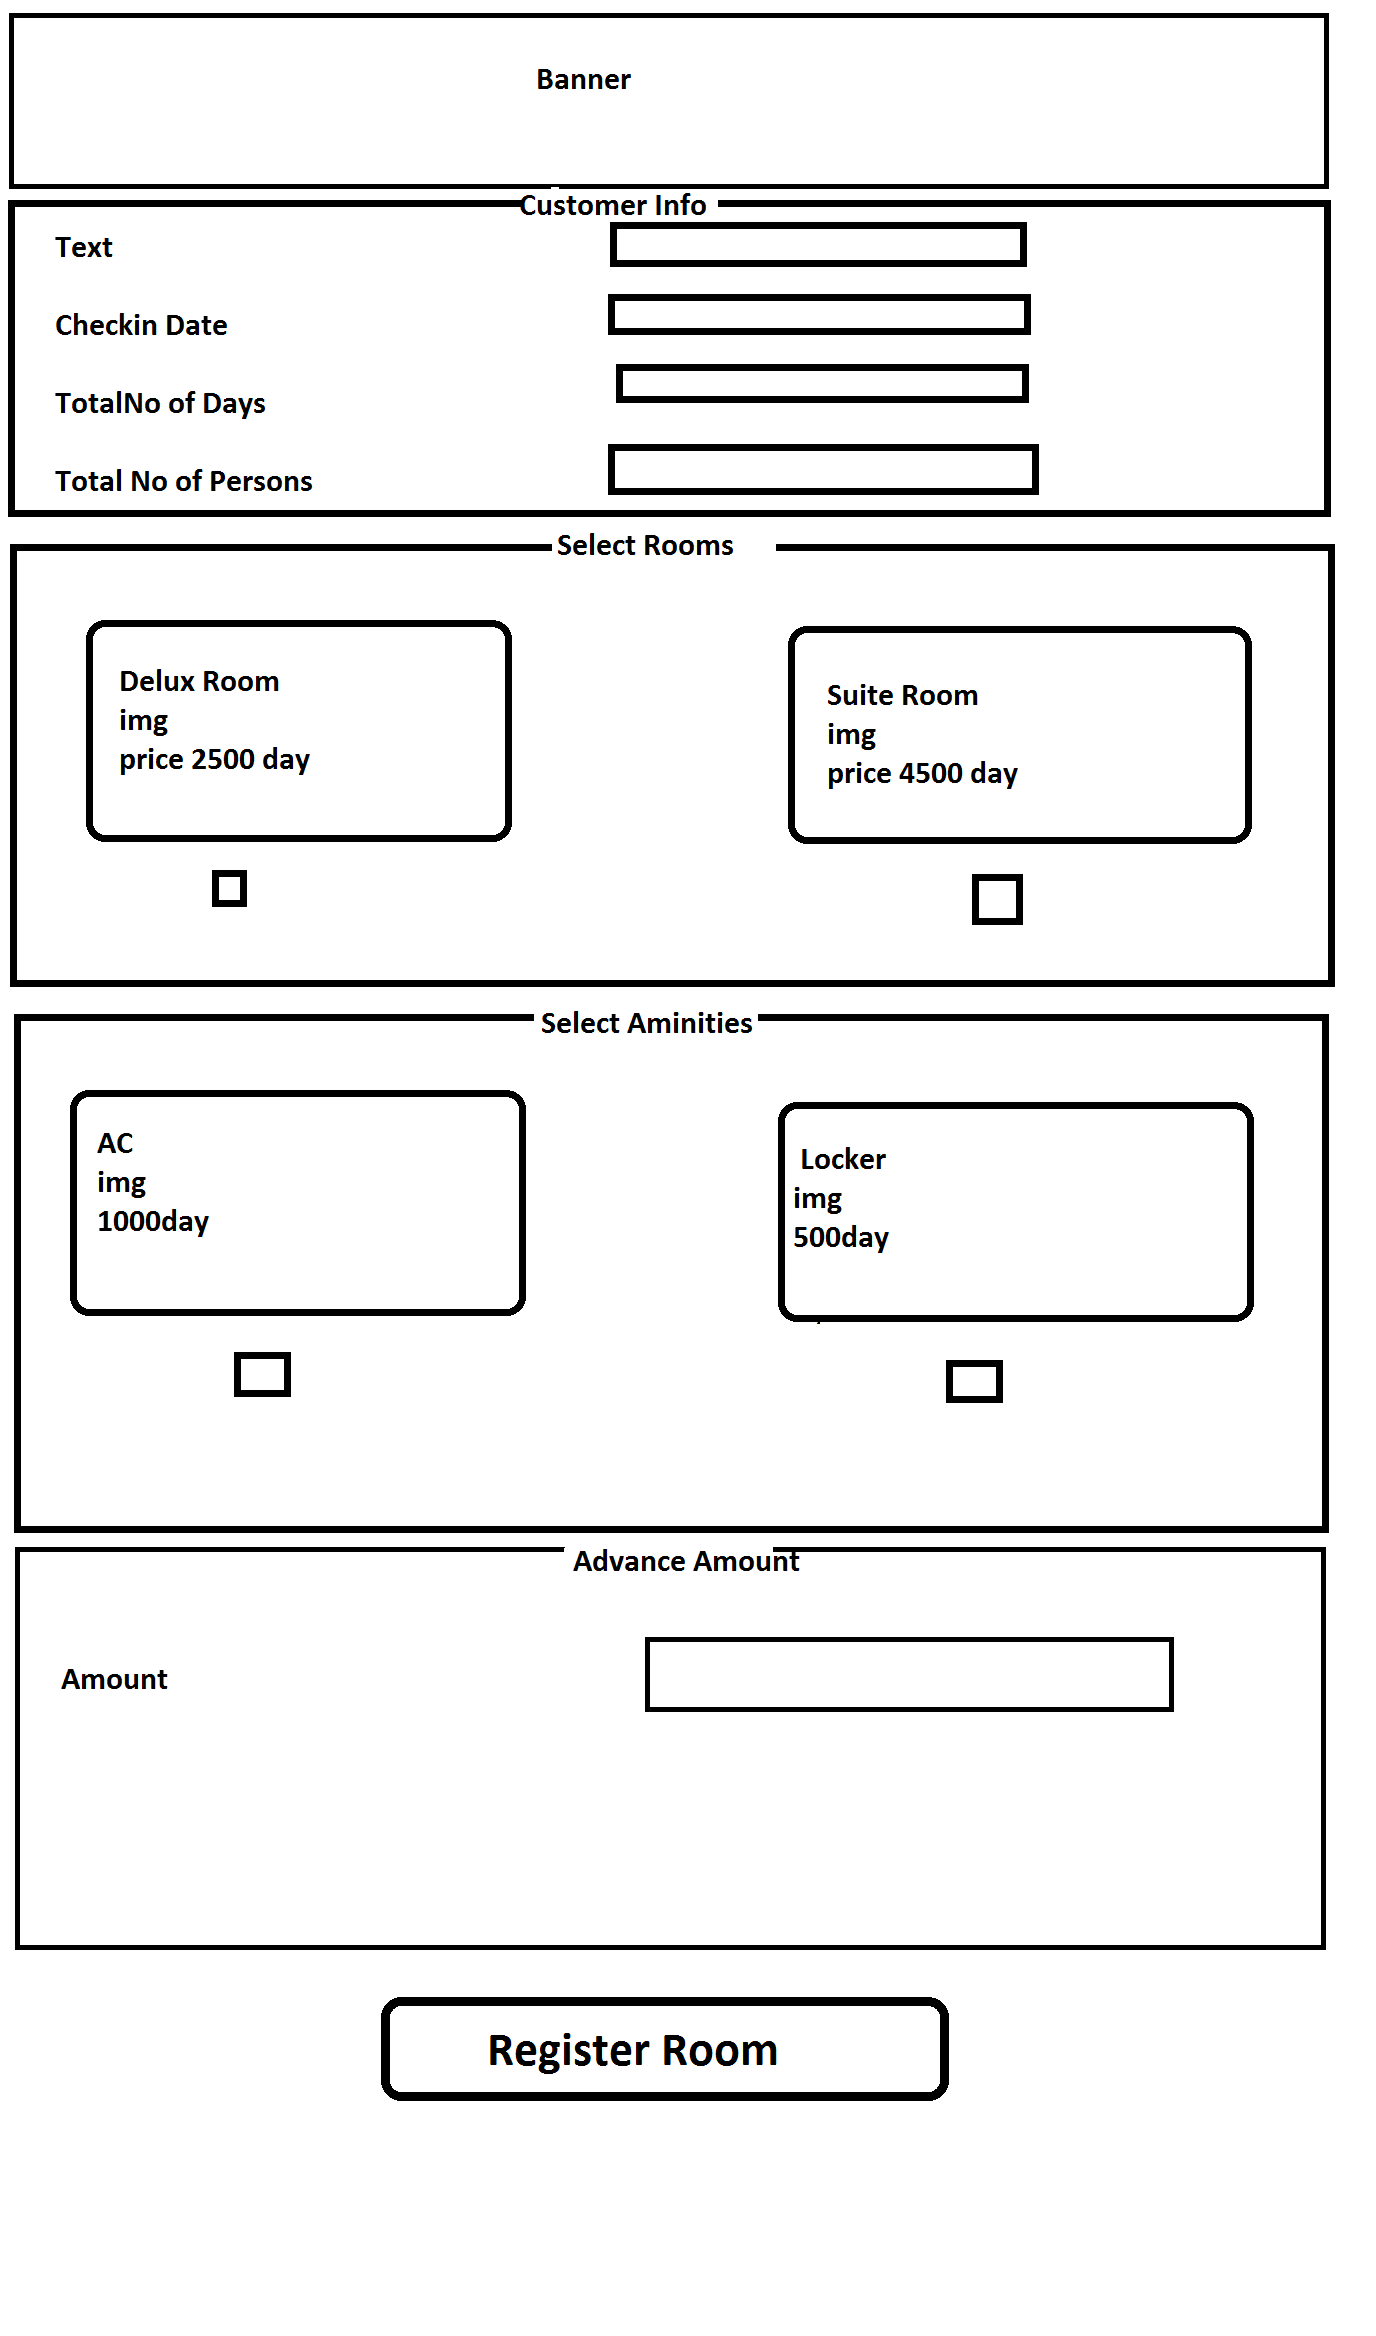 Banner
Customer Info
Text
Checkin Date
TotalNo of Days
Total No of Persons
Select Rooms
Delux Room
img
price 2500 day
Suite Room
img
price 4500 day
Select Aminities
AC
img
1000day
Locker
img
500day
Advance Amount
Amount
Register Room